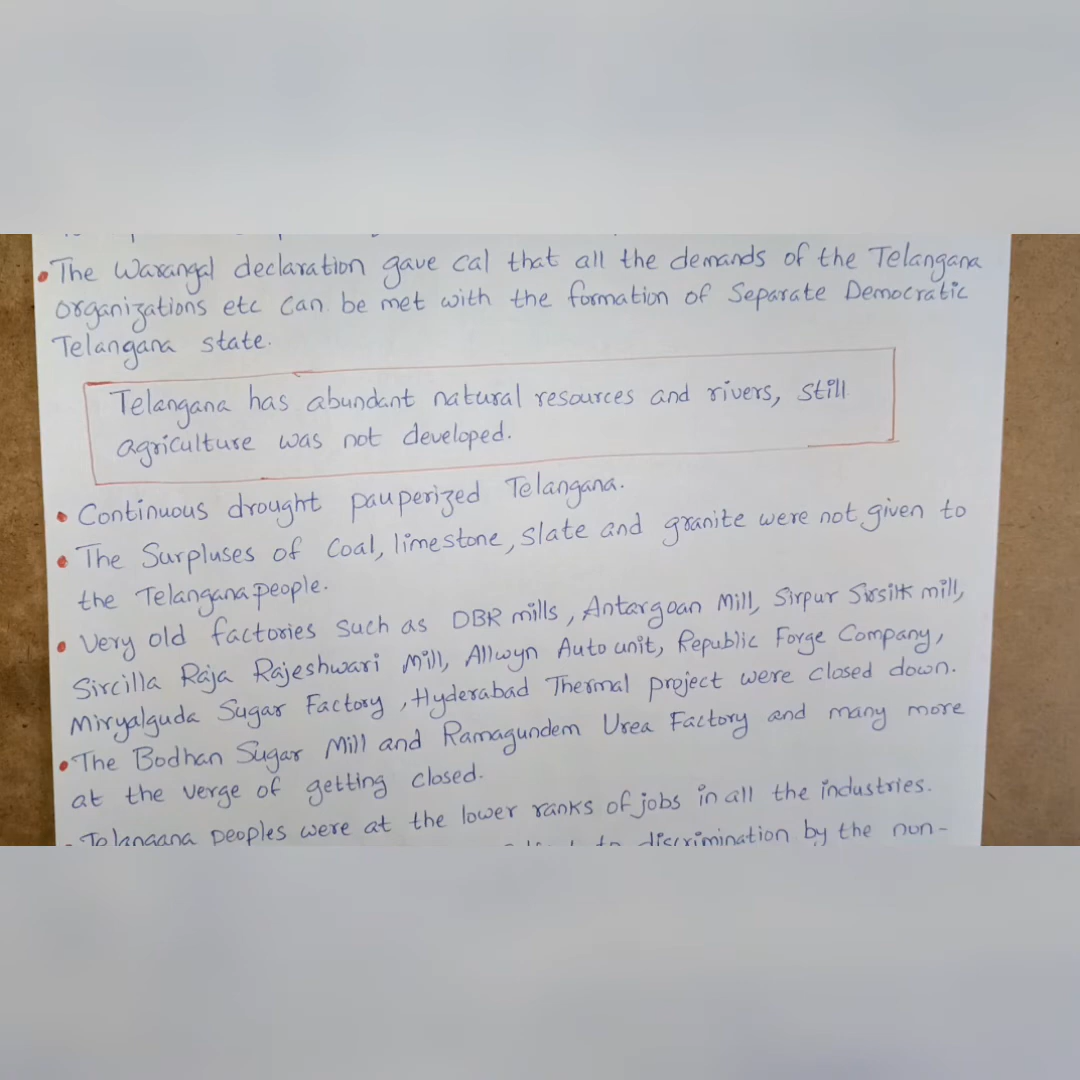 • The Warangal declaration gave cal that all the demands of the Telangana
organizations etc can be met with the formation of Separate Democratic
Telangana state.
Telangana has abundant natural resources and rivers, still
agriculture was not developed.
• Continuous drought pauperized Telangana.
• The Surpluses of Coal, limestone, slate and granite were not given to
the Telangana people.
• Very old factories such as DBR mills, Antargoan Mill, Sirpur Sirsilk mill,
Sircilla Raja Rajeshwari Mill, Allwyn Auto unit, Republic Forge Company,
Miryalguda Sugar Factory, Hyderabad Thermal project were closed down.
• The Bodhan Sugar Mill and Ramagundem Urea Factory and many more
at the verge of getting closed.
• Telangana peoples were at the lower ranks of jobs in all the industries.
to discrimination by the non-